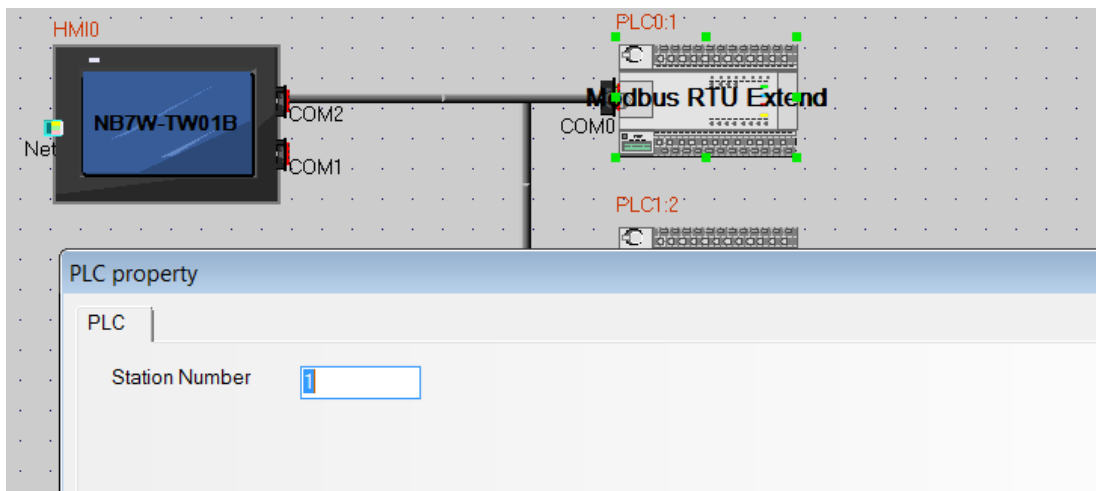 HMI0
NB7W-TW01B
Net
COM2
COM1
PLC0:1
Modbus RTU Extend
COM0
PLC1:2
PLC property
PLC
Station Number
1